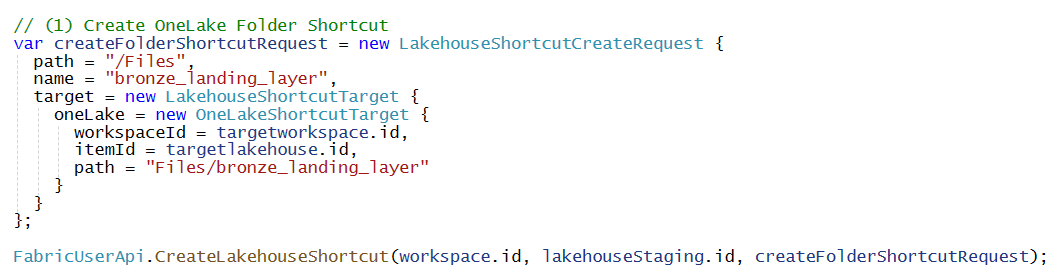 // (1) Create OneLake Folder Shortcut
var createFolderShortcutRequest = new LakehouseShortcutCreateRequest {
  path = "/Files",
  name = "bronze_landing_layer",
  target = new LakehouseShortcutTarget {
    oneLake = new OneLakeShortcutTarget {
      workspaceId = targetworkspace.id,
      itemId = targetlakehouse.id,
      path = "Files/bronze_landing_layer"
    }
  }
};

FabricUserApi.CreateLakehouseShortcut(workspace.id, lakehouseStaging.id, createFolderShortcutRequest);